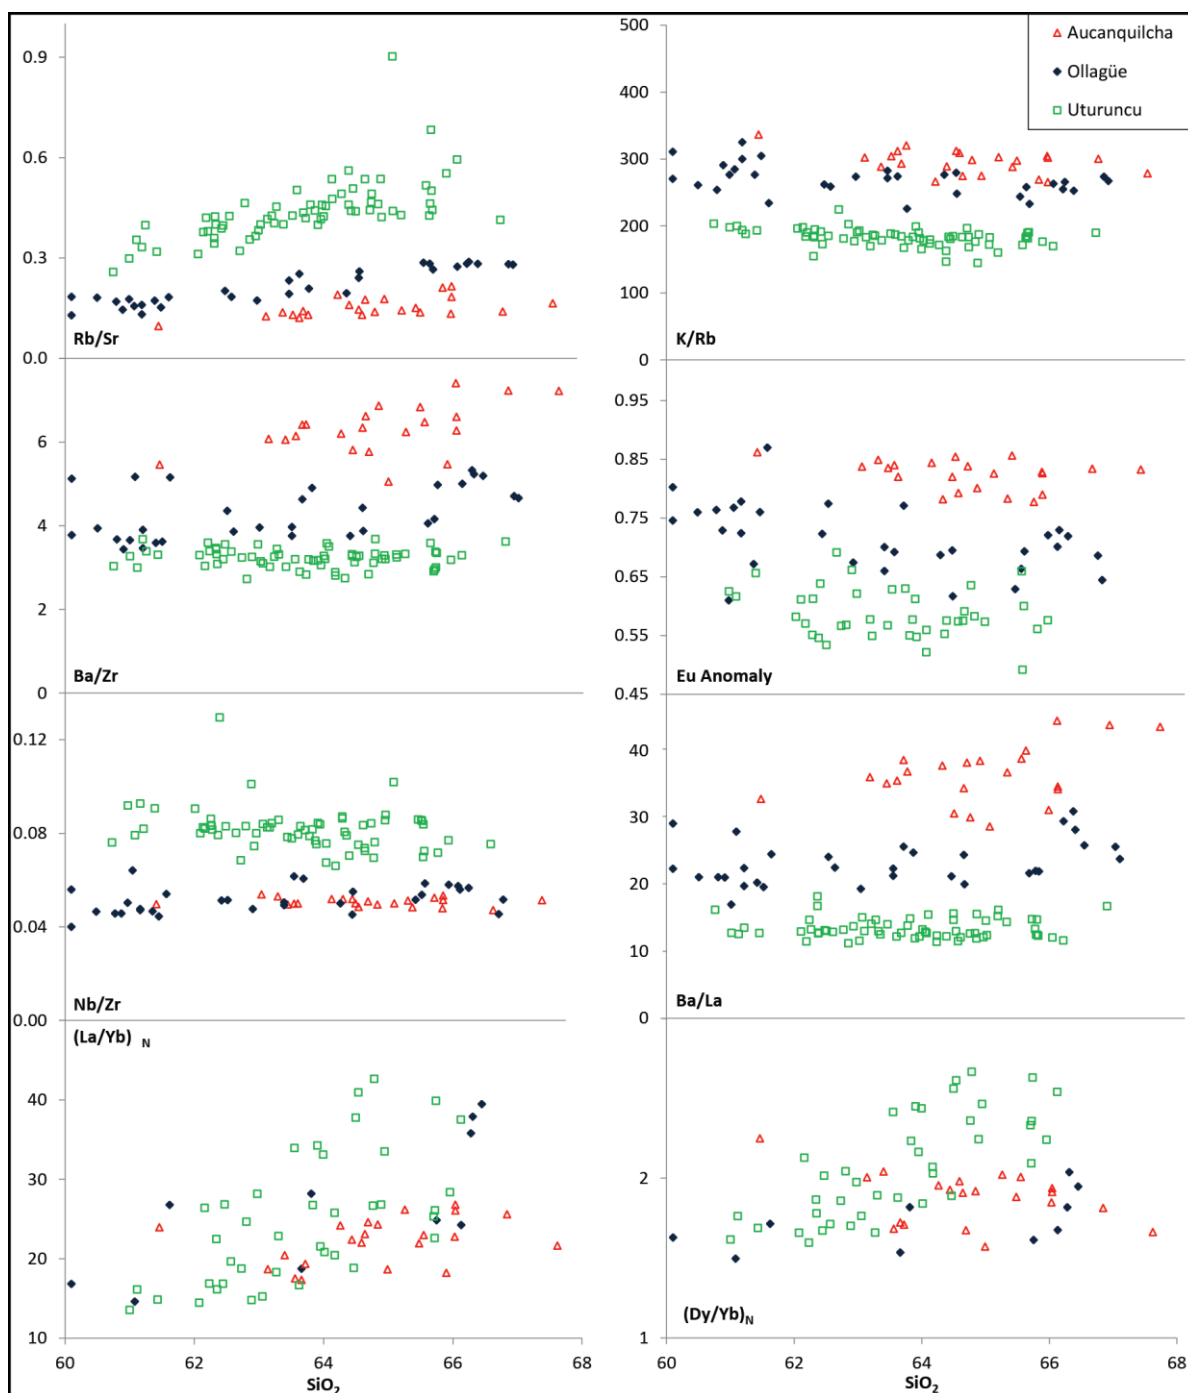 0.9
0.6
0.3
0.0
Rb/Sr
500
400
300
200
100
0
K/Rb
Aucanquilcha
Ollagüe
Uturuncu
6
4
2
0
Ba/Zr
0.95
0.85
0.75
0.65
0.55
0.45
Eu Anomaly
0.12
0.08
0.04
0.00
Nb/Zr
40
30
20
10
0
Ba/La
(La/Yb) N
40
30
20
10
60 62 64 66 68
SiO2
2
1
(Dy/Yb)N
60 62 64 66 68
SiO2